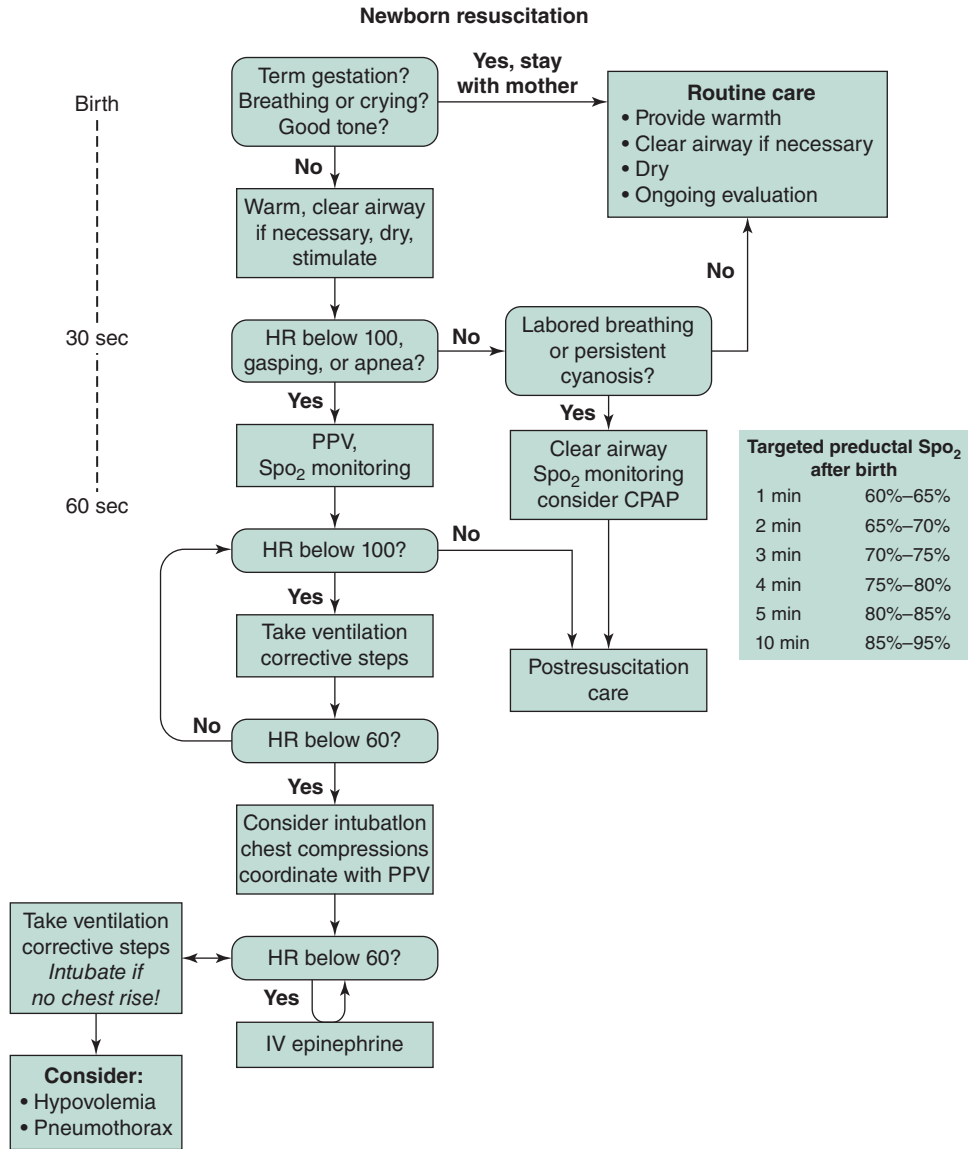 Newborn resuscitation
Term gestation?
Breathing or crying?
Good tone?
Yes, stay
with mother
Routine care
• Provide warmth
• Clear airway if necessary
• Dry
• Ongoing evaluation
Birth
No
Warm, clear airway
if necessary, dry,
stimulate
No
30 sec
HR below 100,
gasping, or apnea?
No
Labored breathing
or persistent
cyanosis?
Yes
Yes
PPV,
Spo₂ monitoring
Clear airway
Spo₂ monitoring
consider CPAP
60 sec
Targeted preductal Spo₂
after birth
1 min 60%–65%
2 min 65%–70%
3 min 70%–75%
4 min 75%–80%
5 min 80%–85%
10 min 85%–95%
HR below 100?
No
Yes
Take ventilation
corrective steps
Postresuscitation
care
No
HR below 60?
Yes
Consider intubatIon
chest compressions
coordinate with PPV
Take ventilation
corrective steps
Intubate if
no chest rise!
HR below 60?
Yes
IV epinephrine
Consider:
• Hypovolemia
• Pneumothorax